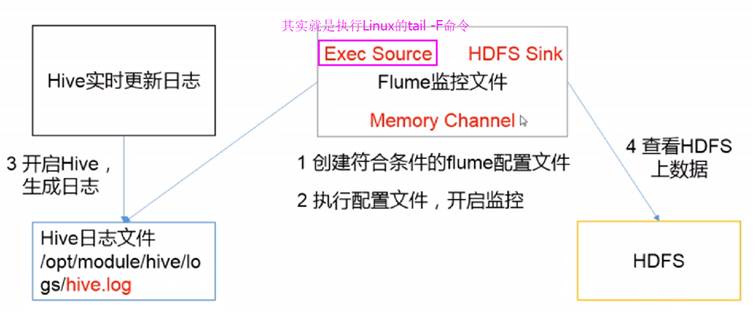 其实就是执行Linux的tail -F命令
Hive实时更新日志
Exec Source
HDFS Sink
Flume监控文件
Memory Channel
3 开启Hive，
生成日志
1 创建符合条件的flume配置文件
2 执行配置文件，开启监控
4 查看HDFS
上数据
Hive日志文件
/opt/module/hive/lo
gs/hive.log
HDFS